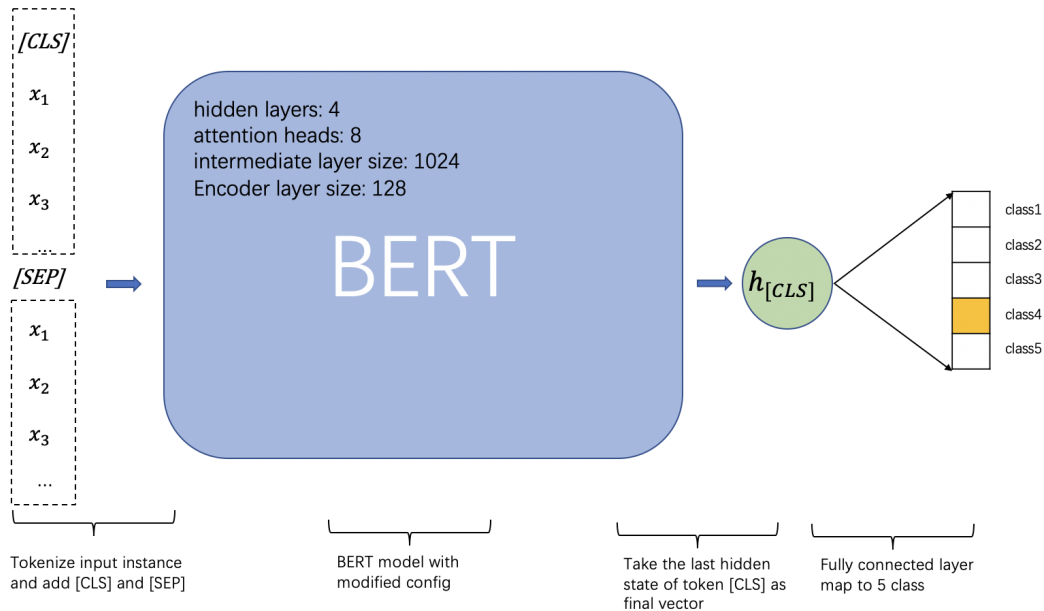 [CLS]
x₁
x₂
x₃
...
[SEP]
x₁
x₂
x₃
...
hidden layers: 4
attention heads: 8
intermediate layer size: 1024
Encoder layer size: 128
BERT
h[CLS]
class1
class2
class3
class4
class5
Tokenize input instance
and add [CLS] and [SEP]
BERT model with
modified config
Take the last hidden
state of token [CLS] as
final vector
Fully connected layer
map to 5 class